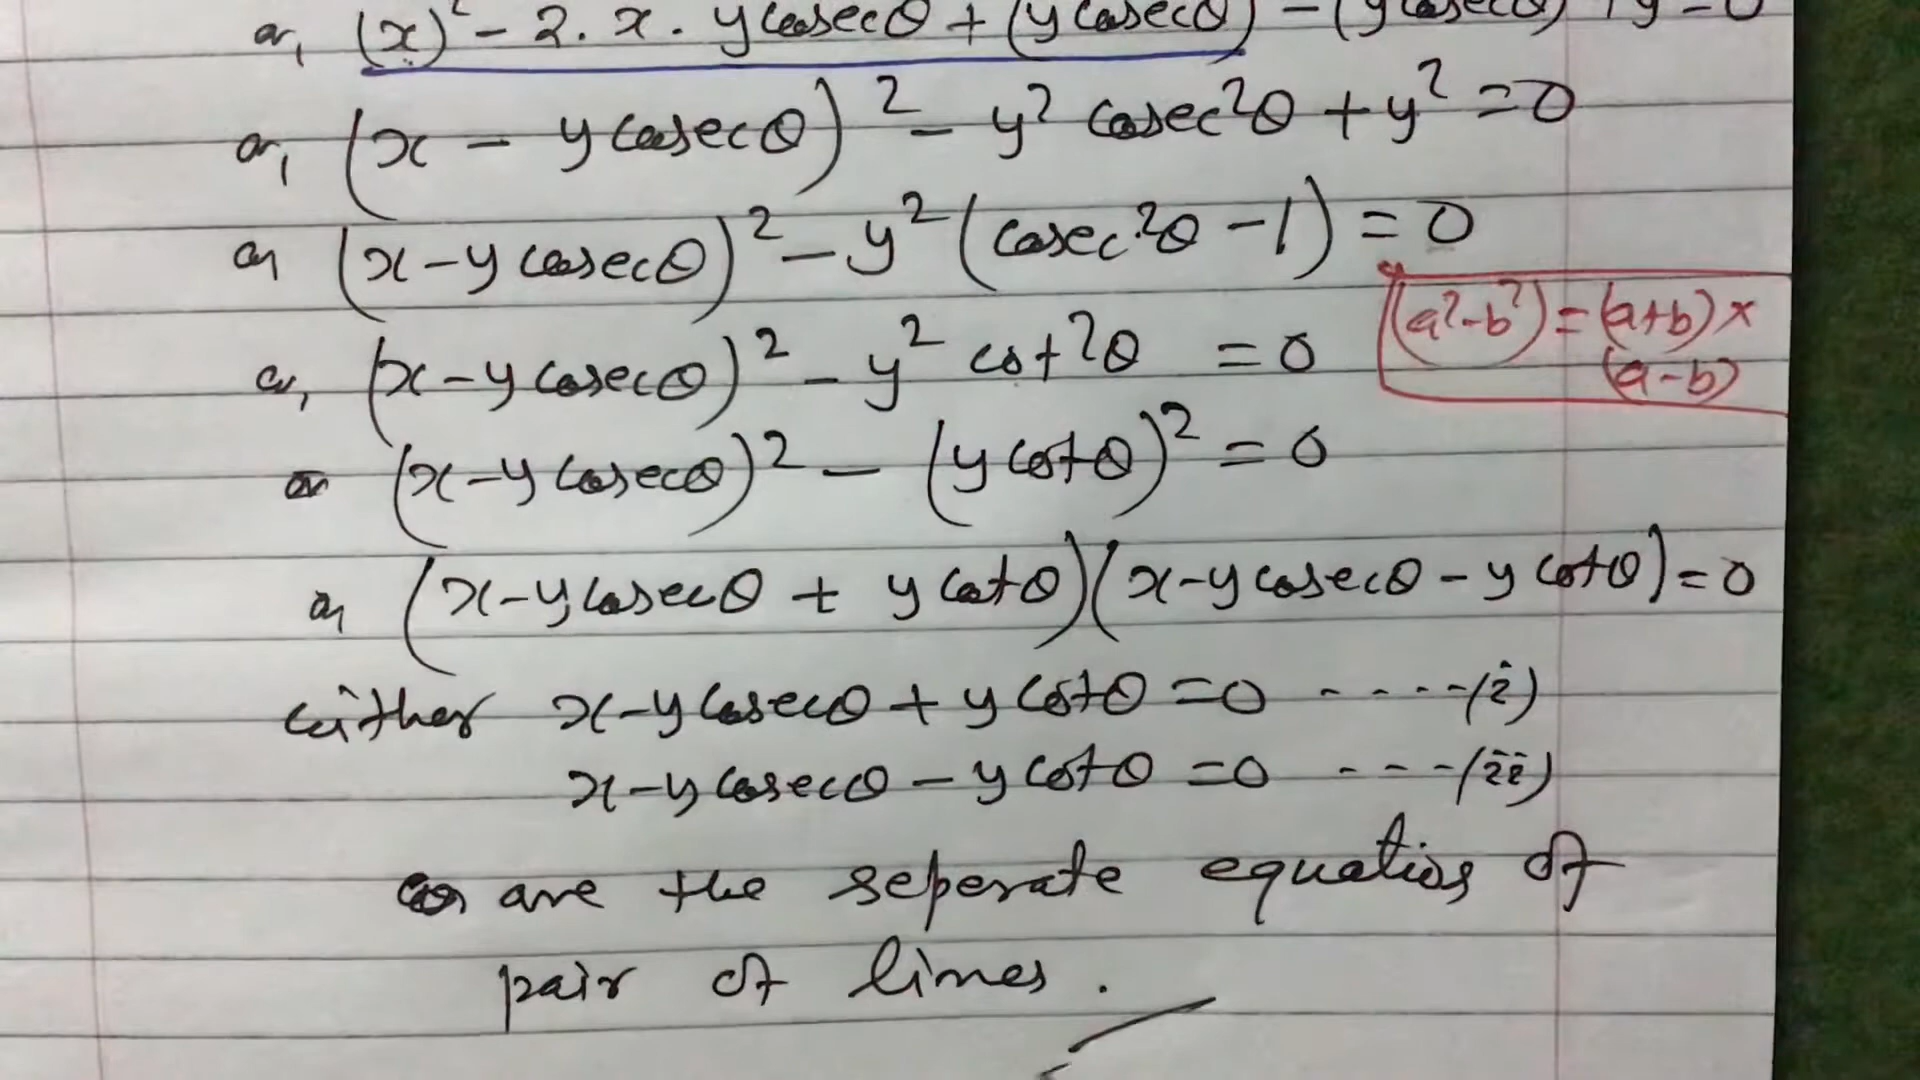 or, (x)² - 2. x. y cosecθ + (y cosecθ)² - (y cosecθ)² + y² = 0
or, (x - y cosecθ)² - y² cosec²θ + y² = 0
or (x - y cosecθ)² - y² (cosec²θ - 1) = 0
or, (x - y cosecθ)² - y² cot²θ = 0
(a² - b²) = (a+b) x
(a-b)
or (x - y cosecθ)² - (y cotθ)² = 0
or (x - y cosecθ + y cotθ)(x - y cosecθ - y cotθ) = 0
either x - y cosecθ + y cotθ = 0 ----(i)
x - y cosecθ - y cotθ = 0 ---(ii)
are the seperate equations of
pair of lines.